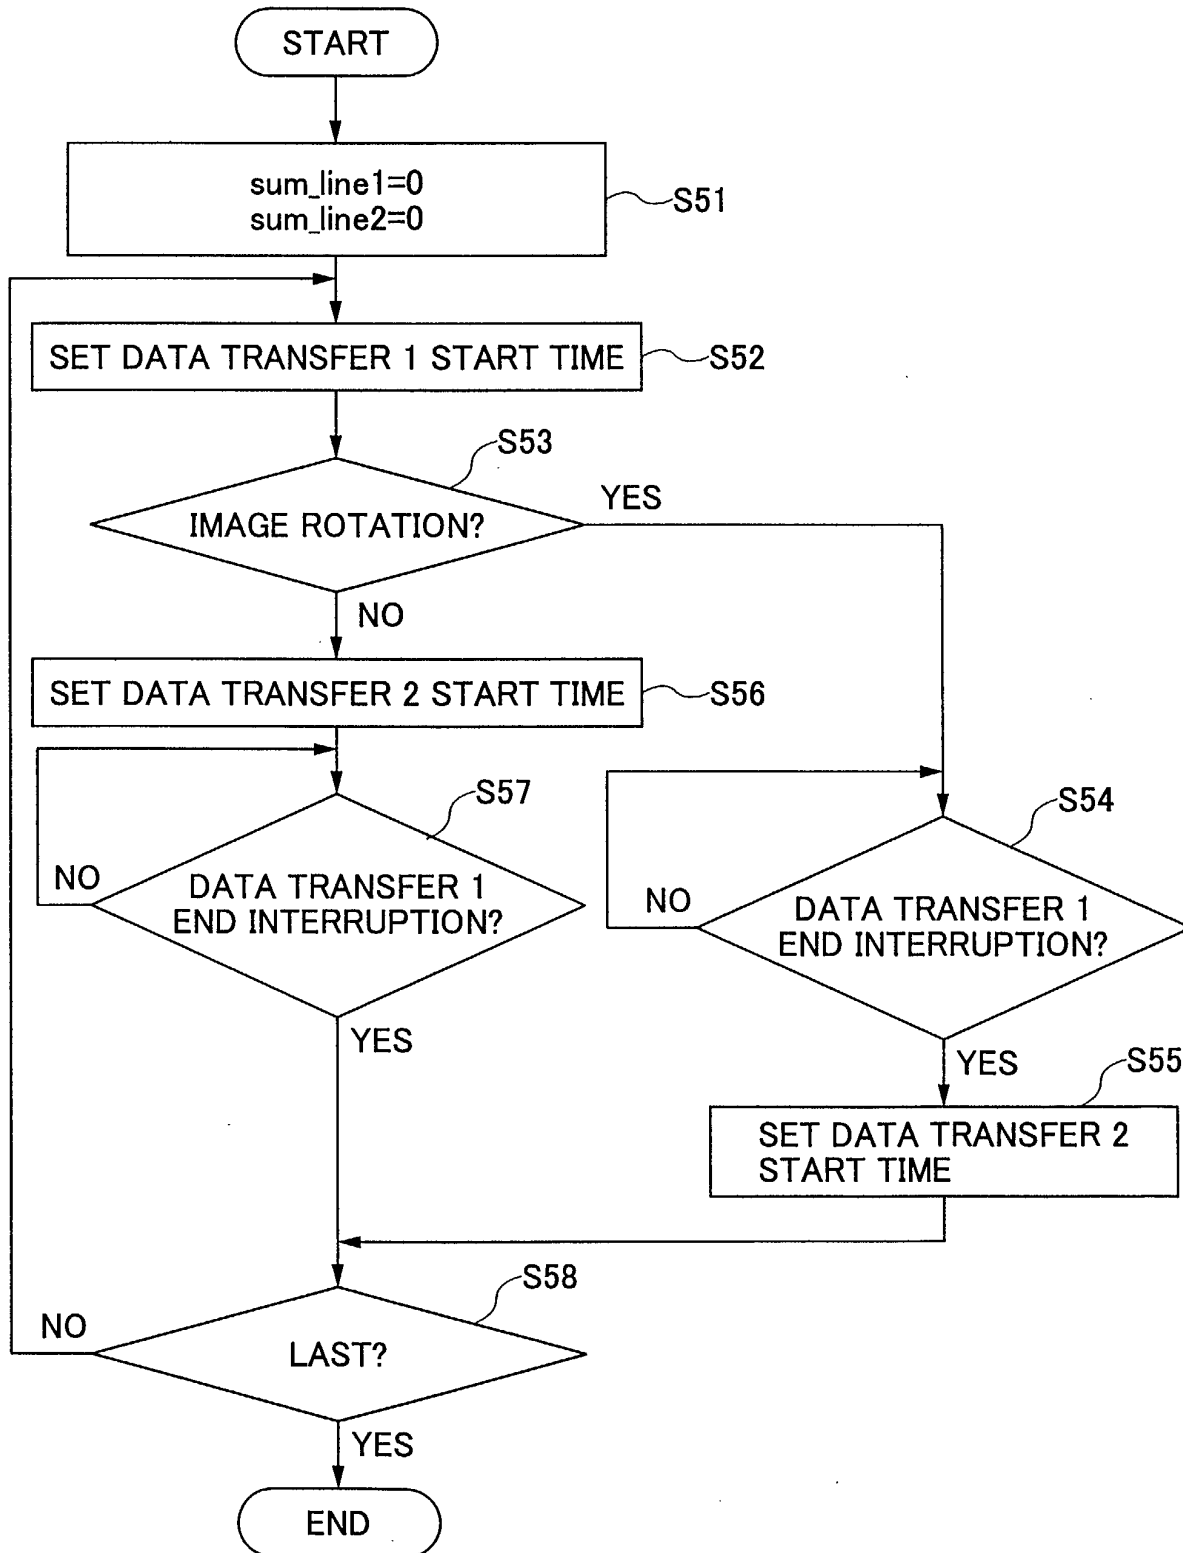 START
sum_line1=0
sum_line2=0
S51
SET DATA TRANSFER 1 START TIME
S52
S53
IMAGE ROTATION?
YES
NO
SET DATA TRANSFER 2 START TIME
S56
S57
NO
DATA TRANSFER 1
END INTERRUPTION?
YES
S54
NO
DATA TRANSFER 1
END INTERRUPTION?
YES
S55
SET DATA TRANSFER 2
START TIME
S58
NO
LAST?
YES
END